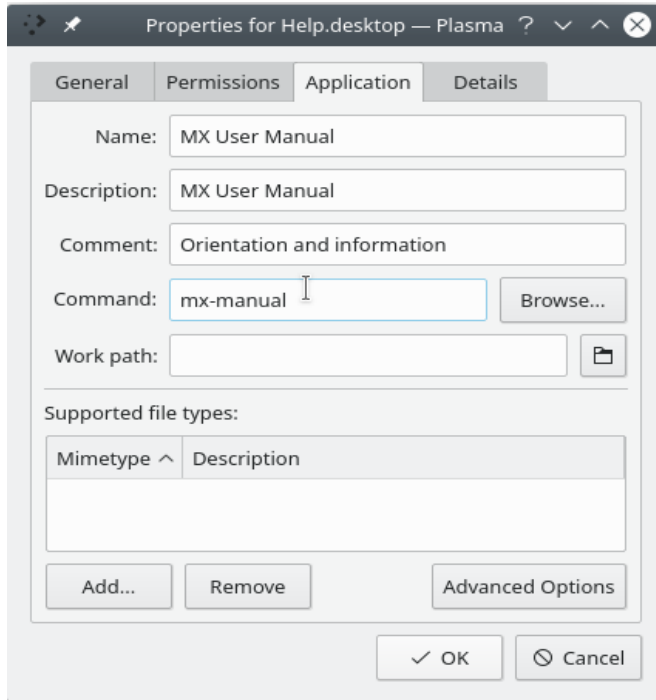 Properties for Help.desktop — Plasma ?
General Permissions Application Details
Name: MX User Manual
Description: MX User Manual
Comment: Orientation and information
Command: mx-manual Browse...
Work path:
Supported file types:
Mimetype Description
Add... Remove Advanced Options
OK Cancel